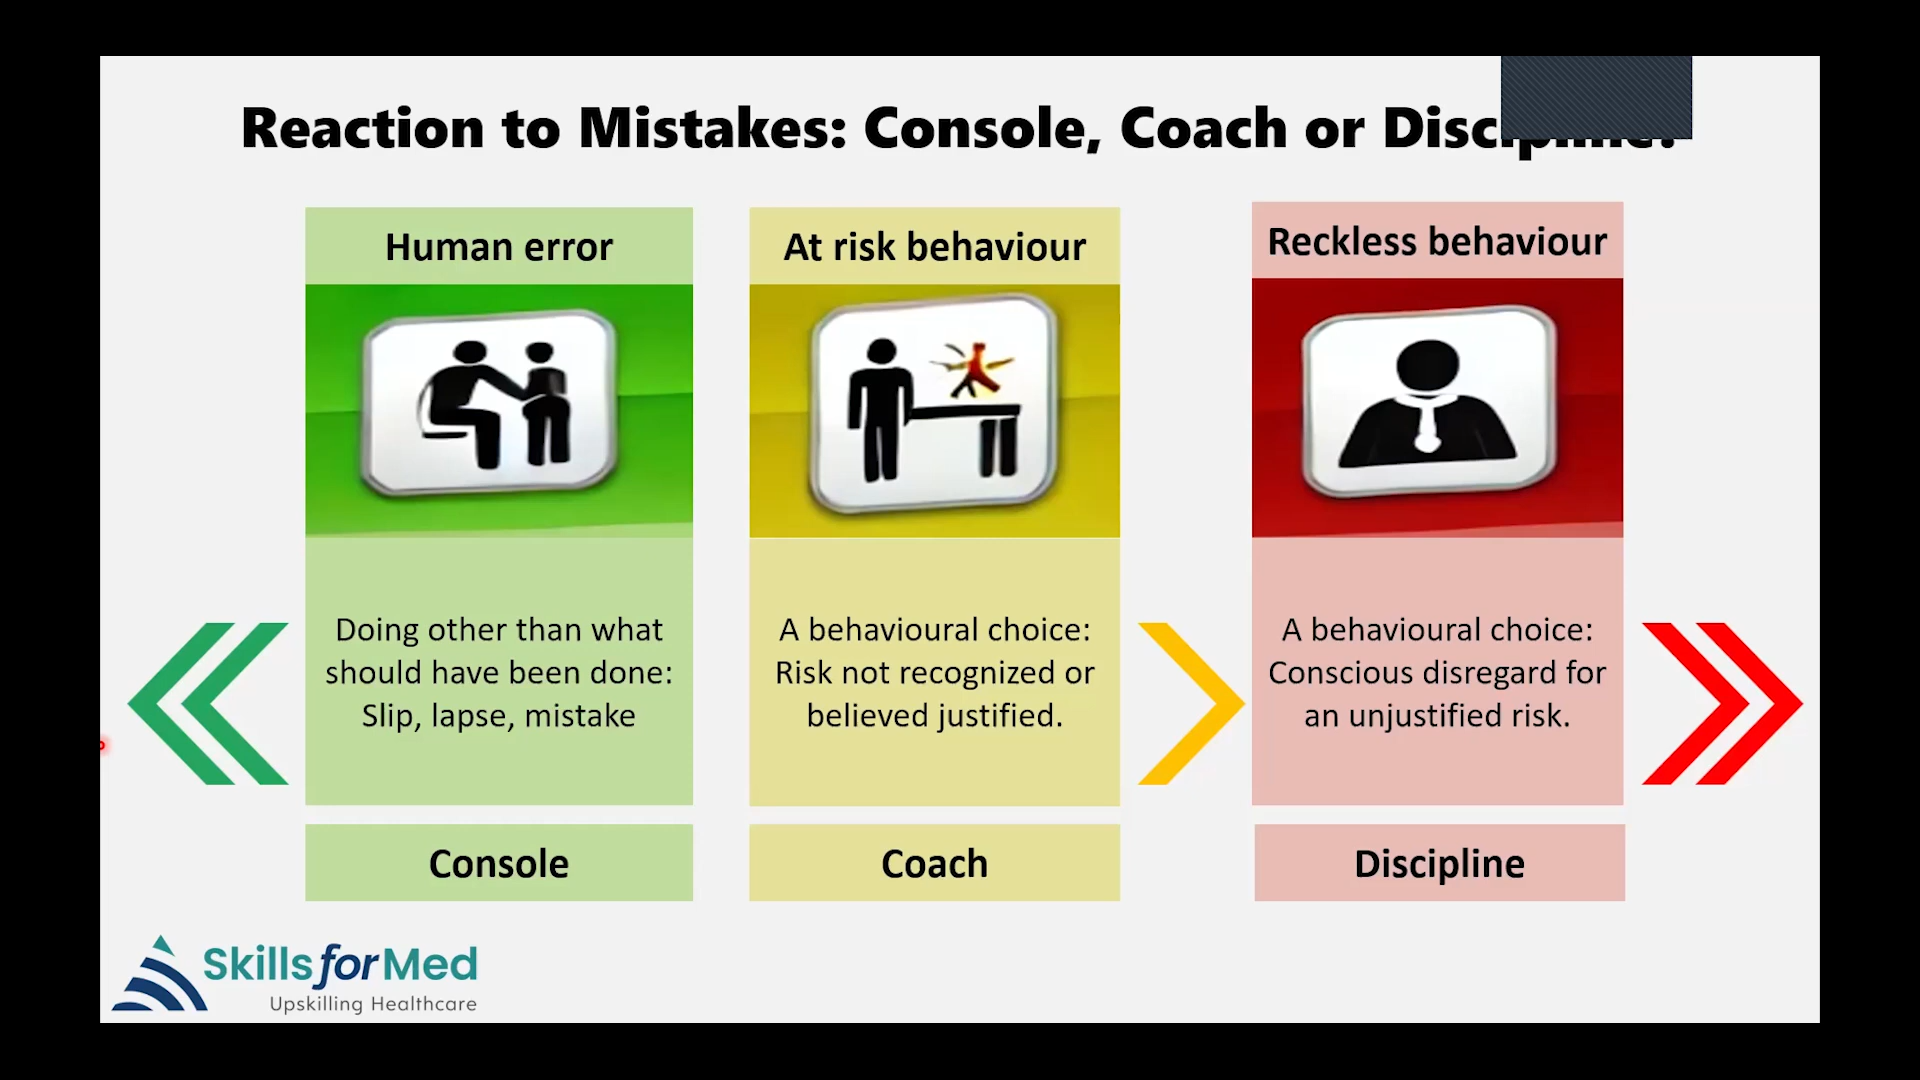 Reaction to Mistakes: Console, Coach or
Human error
At risk behaviour
Reckless behaviour
Doing other than what
should have been done:
Slip, lapse, mistake
A behavioural choice:
Risk not recognized or
believed justified.
A behavioural choice:
Conscious disregard for
an unjustified risk.
Console
Coach
Discipline
SkillsforMed
Upskilling Healthcare